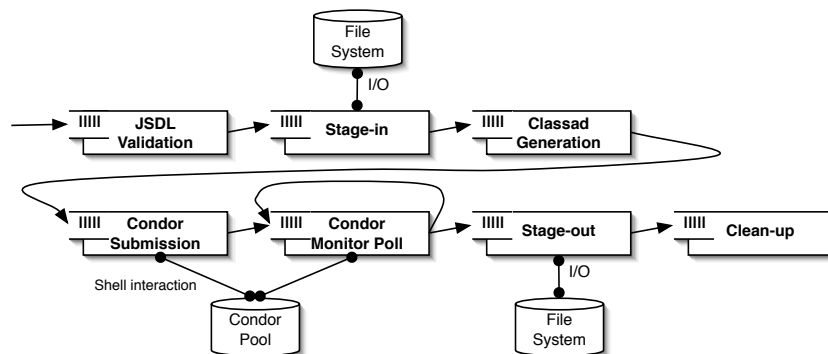 File
System
I/O
JSDL
Validation
Stage-in
Classad
Generation
Condor
Submission
Condor
Monitor Poll
Stage-out
Clean-up
Shell interaction
I/O
Condor
Pool
File
System